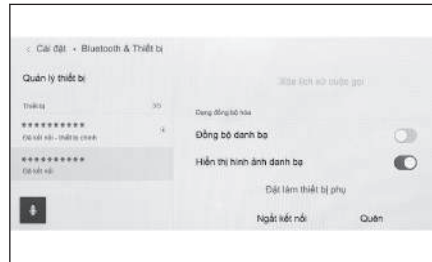 ‹ Cài đặt • Bluetooth & Thiết bị
Quản lý thiết bị
Thiết bị
**********
Đã kết nối - thiết bị chính
**********
Đã kết nối
Xóa lịch sử cuộc gọi
Dạng đồng bộ hóa
Đồng bộ danh bạ
Hiển thị hình ảnh danh bạ
Đặt làm thiết bị phụ
Ngắt kết nối
Quên